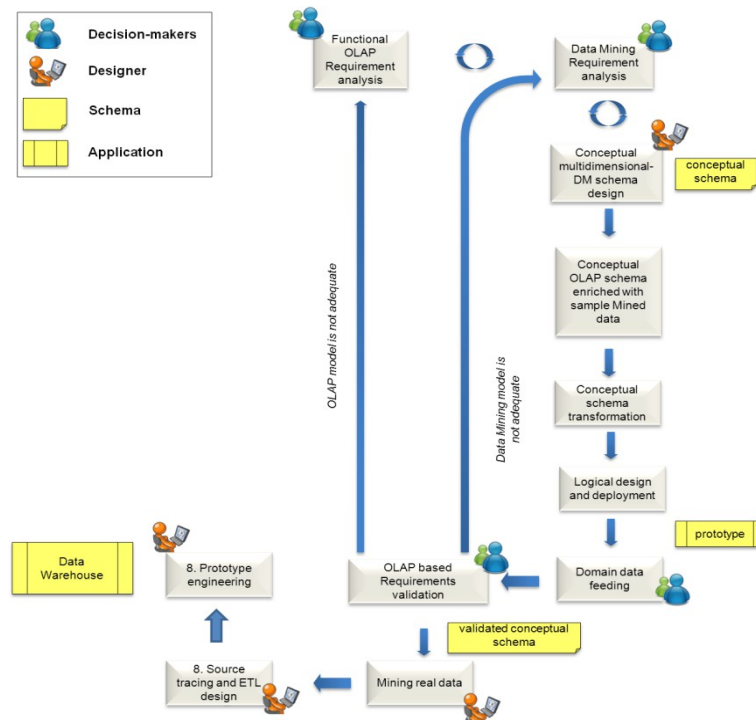 Decision-makers
Designer
Schema
Application
Functional
OLAP
Requirement
analysis
Data Mining
Requirement
analysis
Conceptual
multidimensional-
DM schema
design
conceptual
schema
Conceptual
OLAP schema
enriched with
sample Mined
data
OLAP model is not adequate
Data Mining model is
not adequate
Conceptual
schema
transformation
Logical design
and deployment
prototype
Data
Warehouse
8. Prototype
engineering
OLAP based
Requirements
validation
Domain data
feeding
validated conceptual
schema
8. Source
tracing and ETL
design
Mining real data